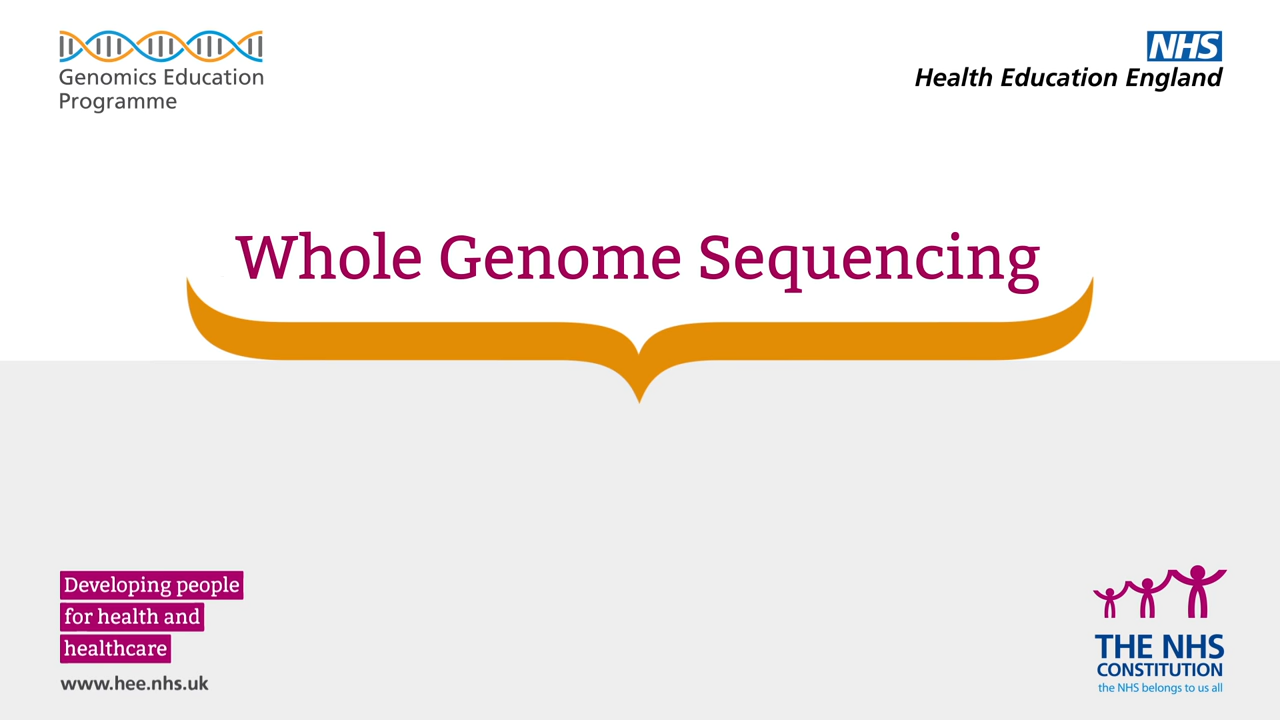 Genomics Education
Programme
NHS
Health Education England
Whole Genome Sequencing
Developing people
for health and
healthcare
www.hee.nhs.uk
THE NHS
CONSTITUTION
the NHS belongs to us all